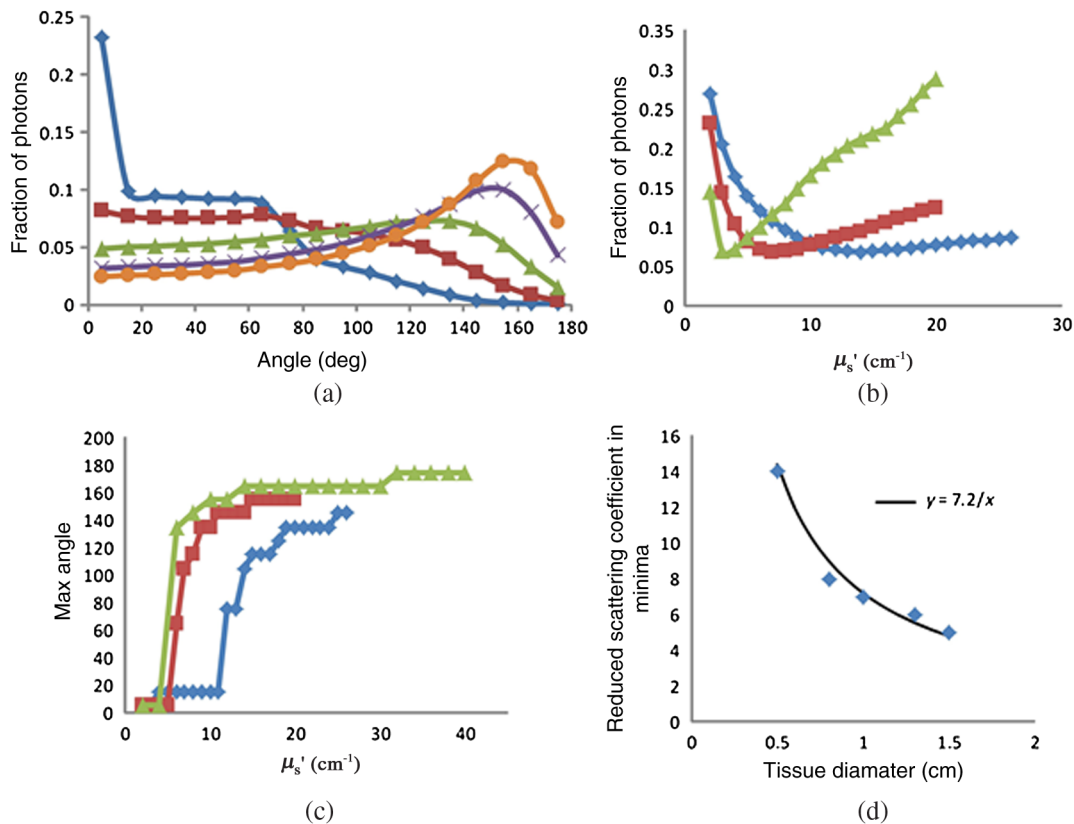 0.25
0.2
0.15
0.1
0.05
0
Fraction of photons
0 20 40 60 80 100 120 140 160 180
Angle (deg)
(a)
0.35
0.3
0.25
0.2
0.15
0.1
0.05
0
Fraction of photons
0 10 20 30
μs' (cm-1)
(b)
200
180
160
140
120
100
80
60
40
20
0
Max angle
0 10 20 30 40
μs' (cm-1)
(c)
16
14
12
10
8
6
4
2
0
Reduced scattering coefficient in
minima
y = 7.2/x
0 0.5 1 1.5 2
Tissue diamater (cm)
(d)